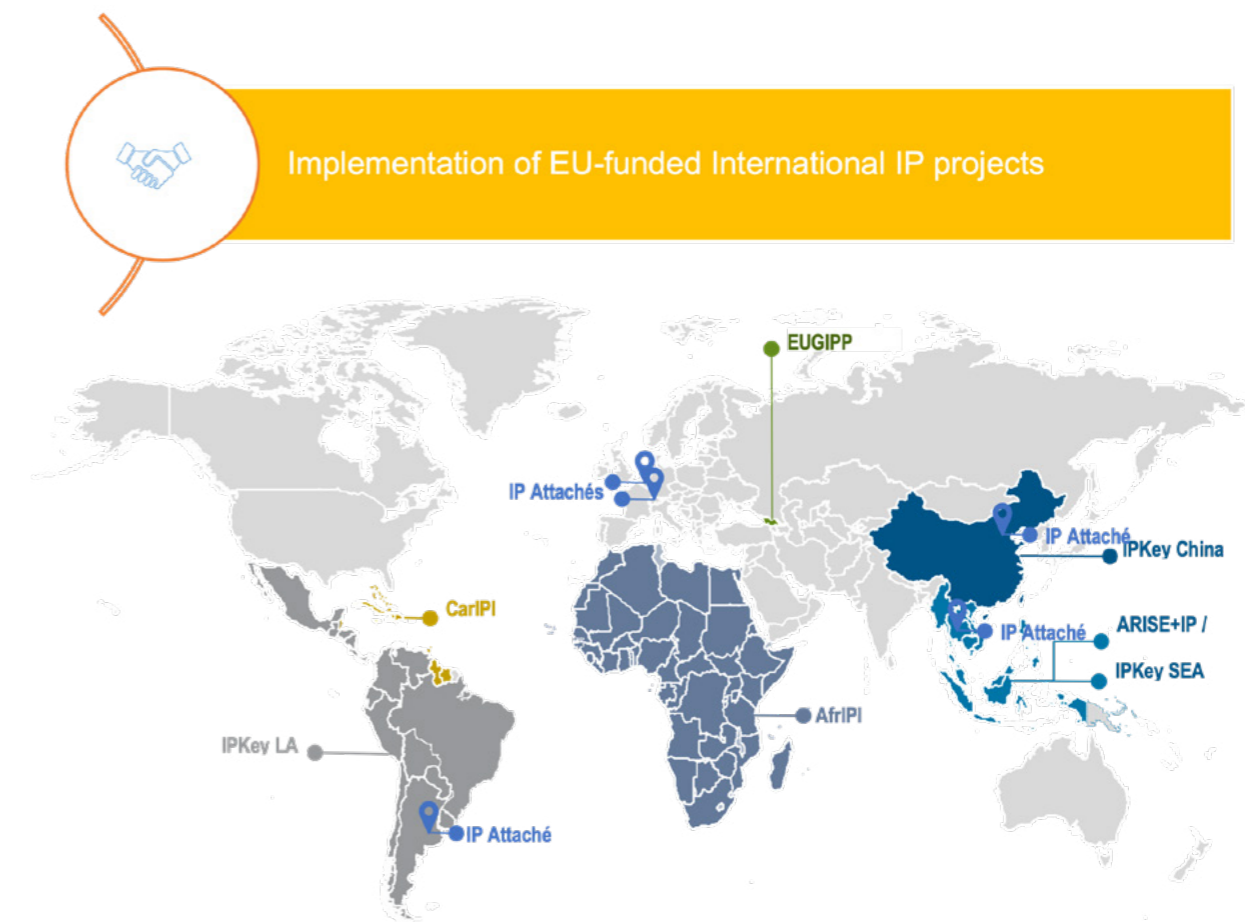 Implementation of EU-funded International IP projects
EUGIPP
IP Attachés
IP Attaché
IPKey China
CarIPI
IP Attaché
ARISE+IP /
IPKey SEA
AfrIPI
IPKey LA
IP Attaché